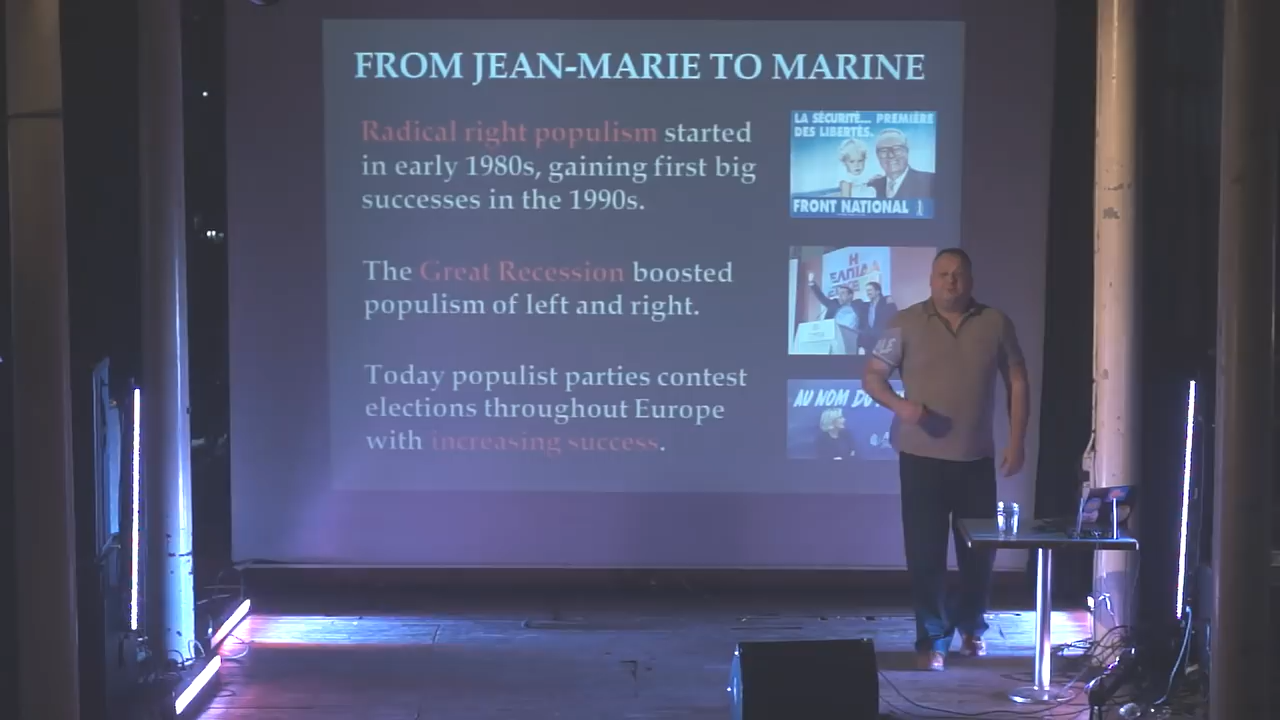 FROM JEAN-MARIE TO MARINE
Radical right populism started
in early 1980s, gaining first big
successes in the 1990s.
LA SÉCURITÉ... PREMIÈRE
DES LIBERTÉS.
FRONT NATIONAL
The Great Recession boosted
populism of left and right.
Η
ΕΛΠΙΔΑ
Today populist parties contest
elections throughout Europe
with increasing success.
AU NOM DU